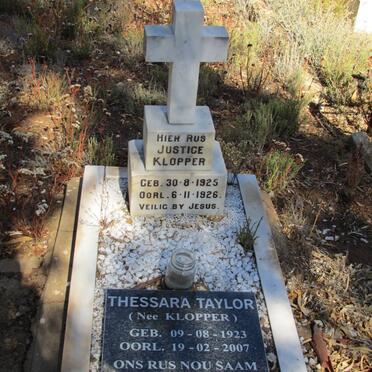 HIER RUS
JUSTICE
KLOPPER
GEB. 30-8-1925
OORL. 6-11-1926.
VEILIG BY JESUS.
THESSARA TAYLOR
(Nee KLOPPER)
GEB. 09-08-1923
OORL. 19-02-2007
ONS RUS NOU SAAM